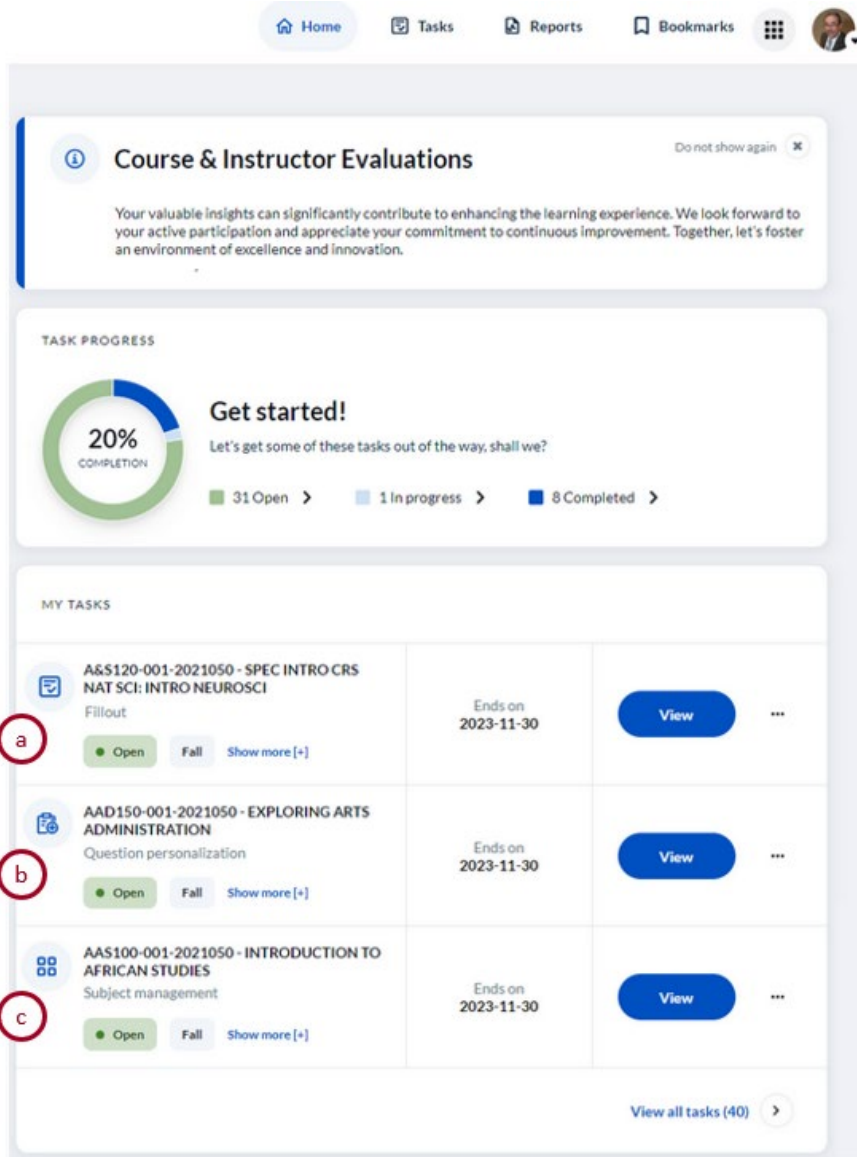 Home Tasks Reports Bookmarks
Course & Instructor Evaluations
Do not show again
Your valuable insights can significantly contribute to enhancing the learning experience. We look forward to
your active participation and appreciate your commitment to continuous improvement. Together, let's foster
an environment of excellence and innovation.
TASK PROGRESS
20%
COMPLETION
Get started!
Let's get some of these tasks out of the way, shall we?
31 Open 1 In progress 8 Completed
MY TASKS
A&S120-001-2021050 - SPEC INTRO CRS
NAT SCI: INTRO NEUROSCI
Fillout
Open Fall Show more [+]
Ends on
2023-11-30
View
a
AAD150-001-2021050 - EXPLORING ARTS
ADMINISTRATION
Question personalization
Open Fall Show more [+]
Ends on
2023-11-30
View
b
AAS100-001-2021050 - INTRODUCTION TO
AFRICAN STUDIES
Subject management
Open Fall Show more [+]
Ends on
2023-11-30
View
c
View all tasks (40)